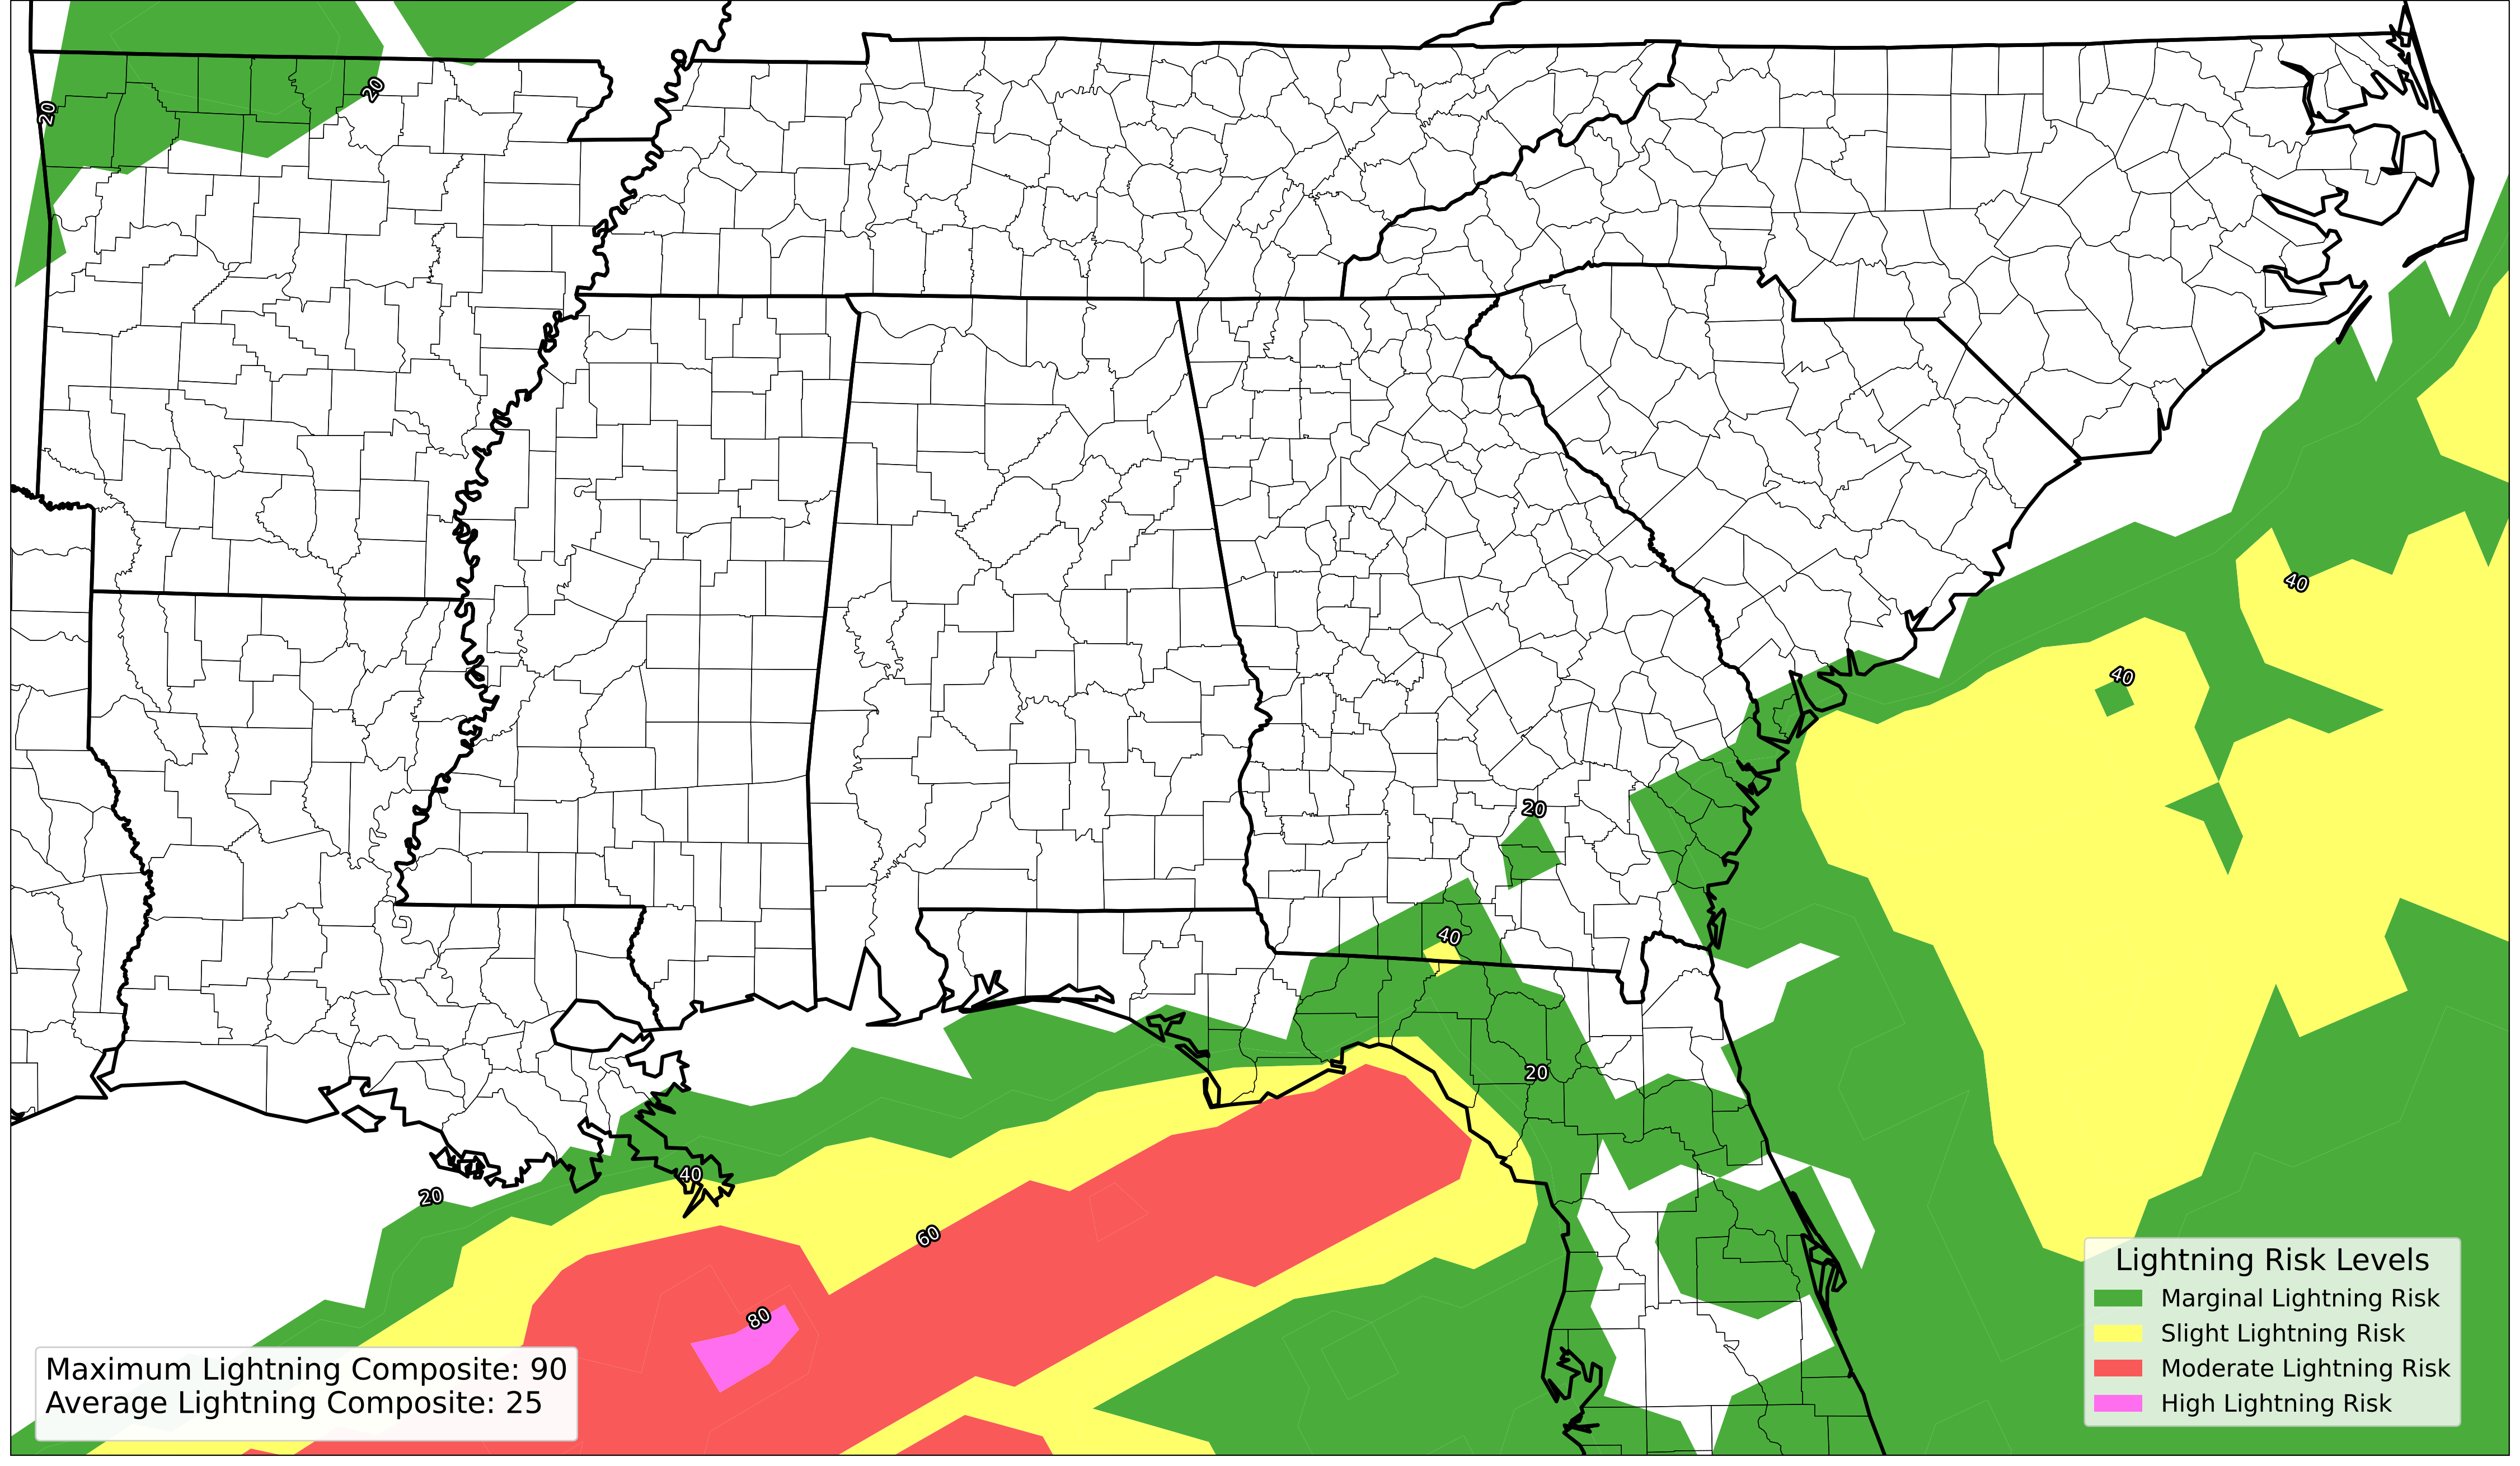 20
20
40
40
20
40
20
40
20
60
80
Lightning Risk Levels
Marginal Lightning Risk
Slight Lightning Risk
Moderate Lightning Risk
High Lightning Risk
Maximum Lightning Composite: 90
Average Lightning Composite: 25